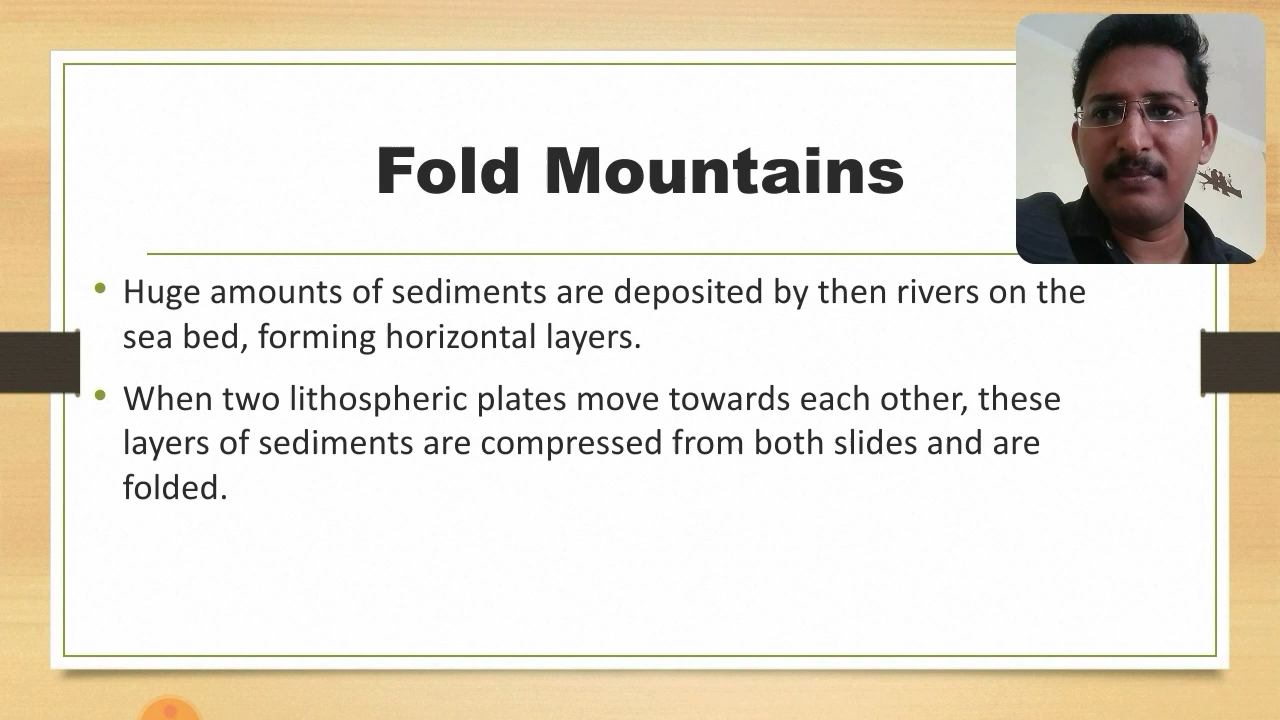 Fold Mountains
• Huge amounts of sediments are deposited by then rivers on the
sea bed, forming horizontal layers.
• When two lithospheric plates move towards each other, these
layers of sediments are compressed from both slides and are
folded.